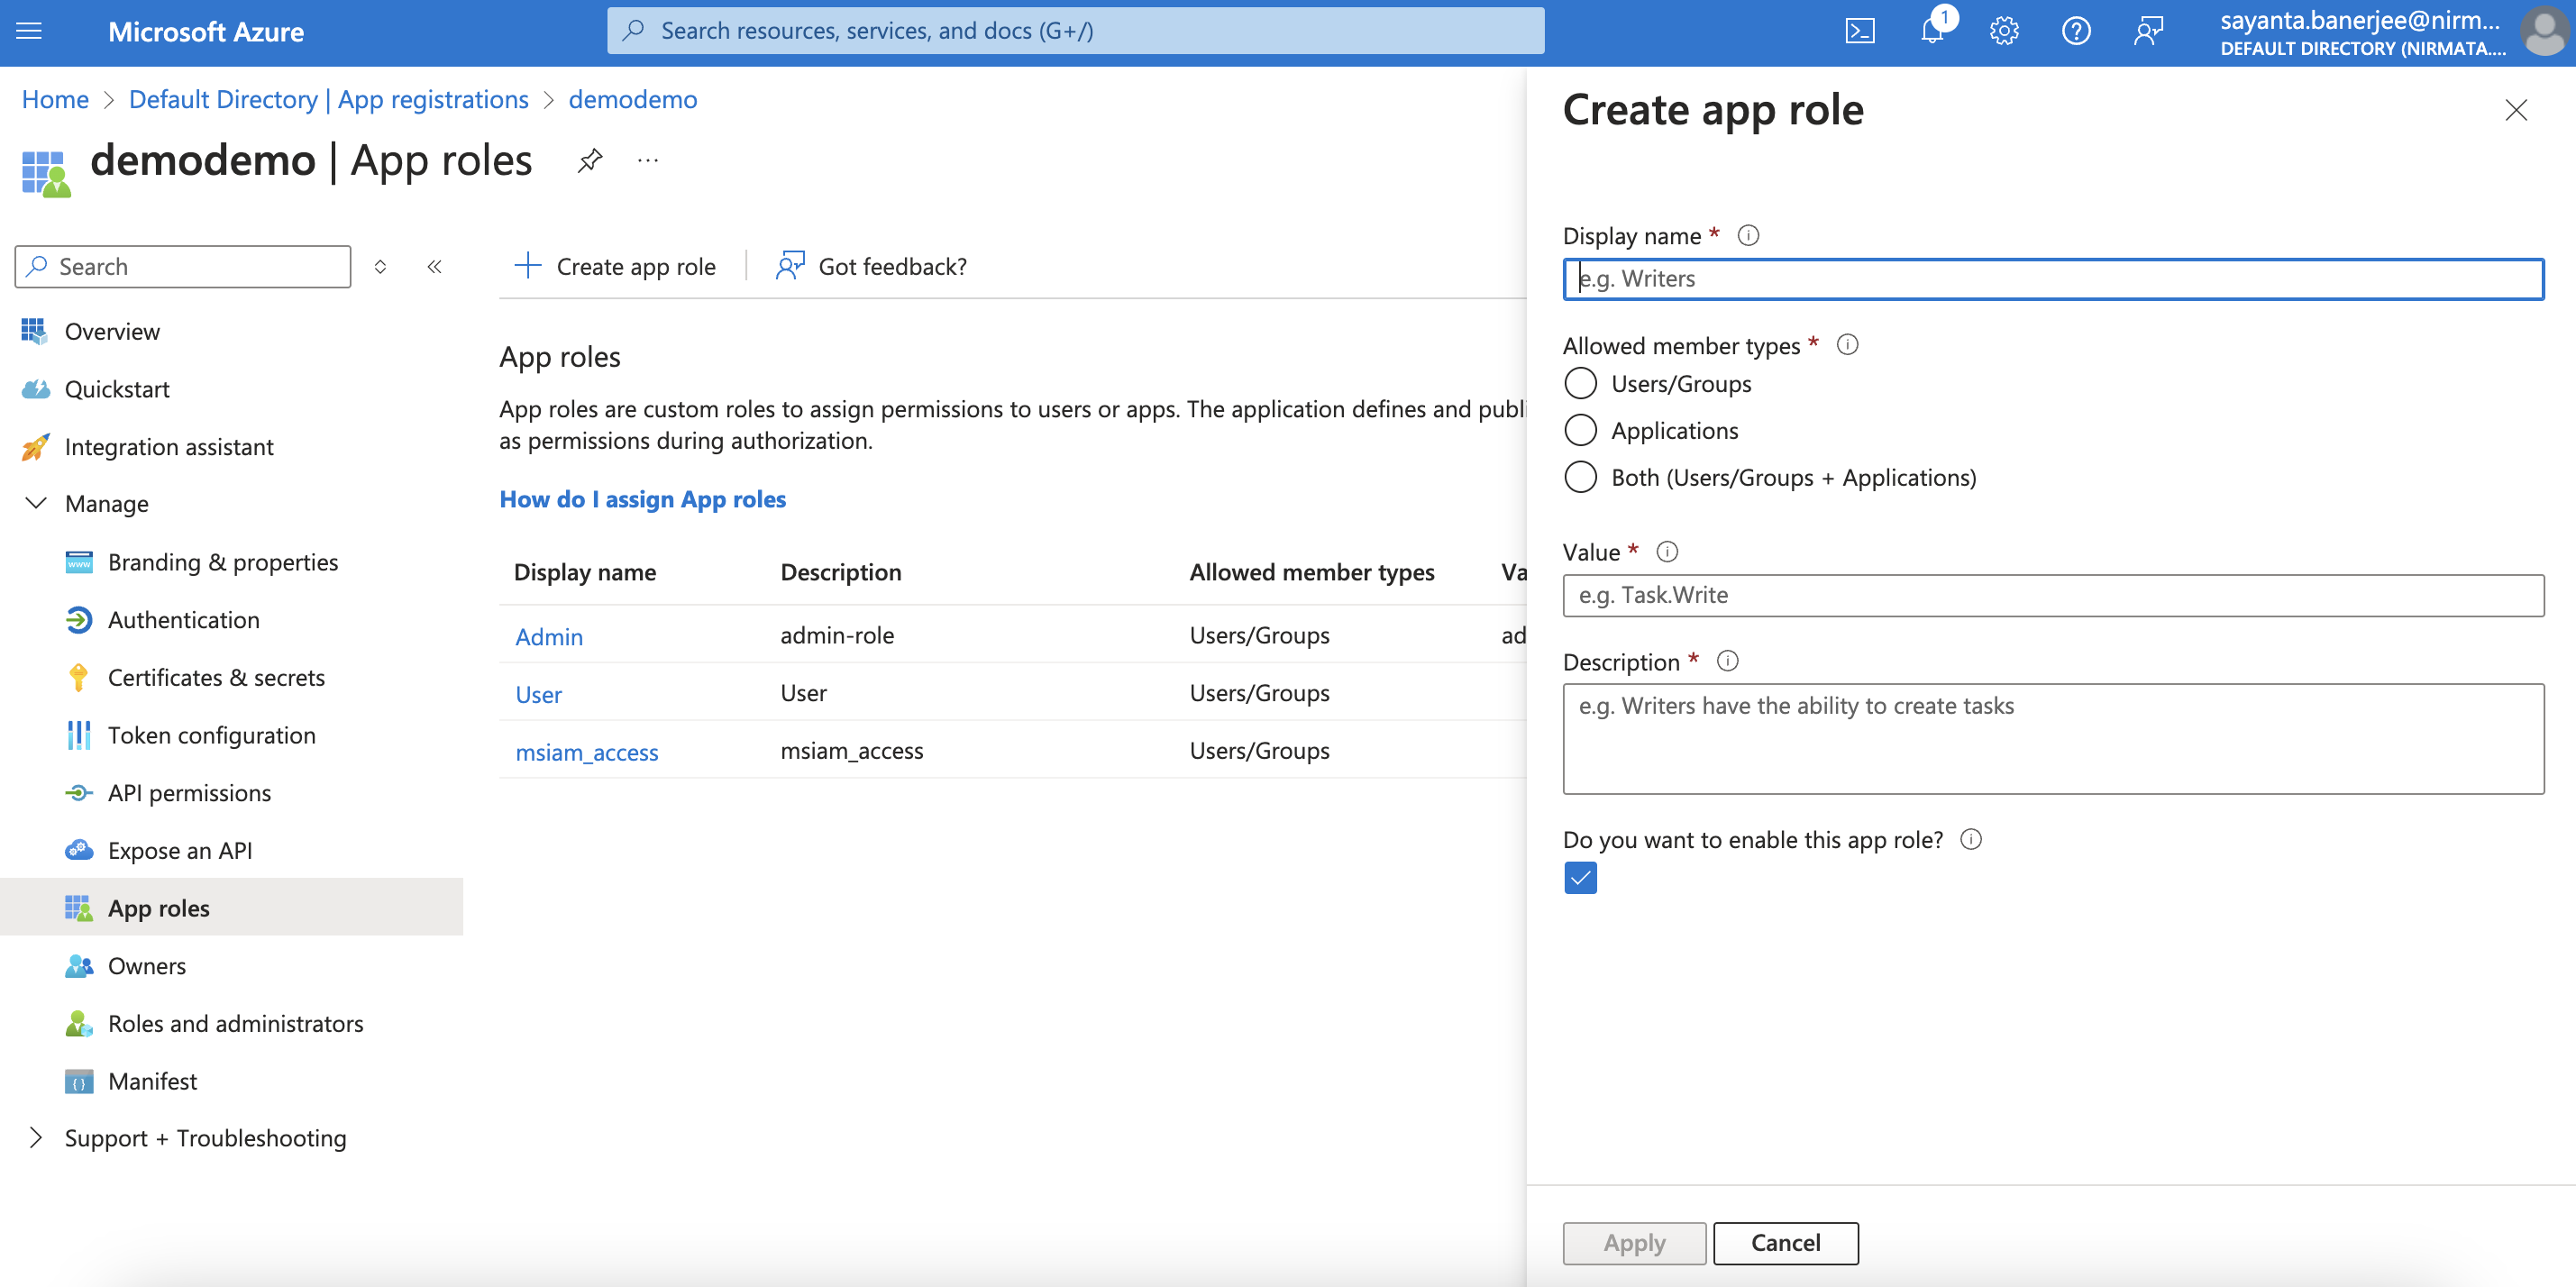 Microsoft Azure
Search resources, services, and docs (G+/)
1
sayanta.banerjee@nirm...
DEFAULT DIRECTORY (NIRMATA....
Home > Default Directory | App registrations > demodemo
demodemo | App roles
...
Search
Overview
Quickstart
Integration assistant
Manage
Branding & properties
Authentication
Certificates & secrets
Token configuration
API permissions
Expose an API
App roles
Owners
Roles and administrators
Manifest
Support + Troubleshooting
Create app role
Got feedback?
App roles
App roles are custom roles to assign permissions to users or apps. The application defines and publi
as permissions during authorization.
How do I assign App roles
Display name Description Allowed member types Va
Admin admin-role Users/Groups ad
User User Users/Groups
msiam_access msiam_access Users/Groups
Create app role
Display name *
e.g. Writers
Allowed member types *
Users/Groups
Applications
Both (Users/Groups + Applications)
Value *
e.g. Task.Write
Description *
e.g. Writers have the ability to create tasks
Do you want to enable this app role?
Apply Cancel